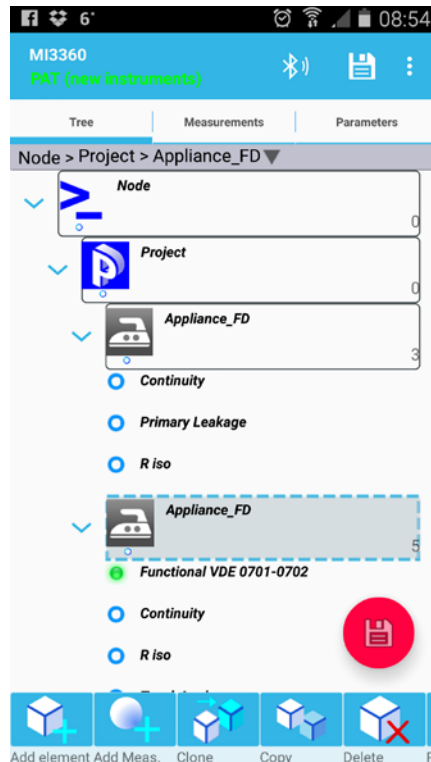 6°
08:54
MI3360
PAT (new instruments)
Tree
Measurements
Parameters
Node > Project > Appliance_FD
Node
0
Project
0
Appliance_FD
3
Continuity
Primary Leakage
R iso
Appliance_FD
5
Functional VDE 0701-0702
Continuity
R iso
Add element
Add Meas.
Clone
Copy
Delete